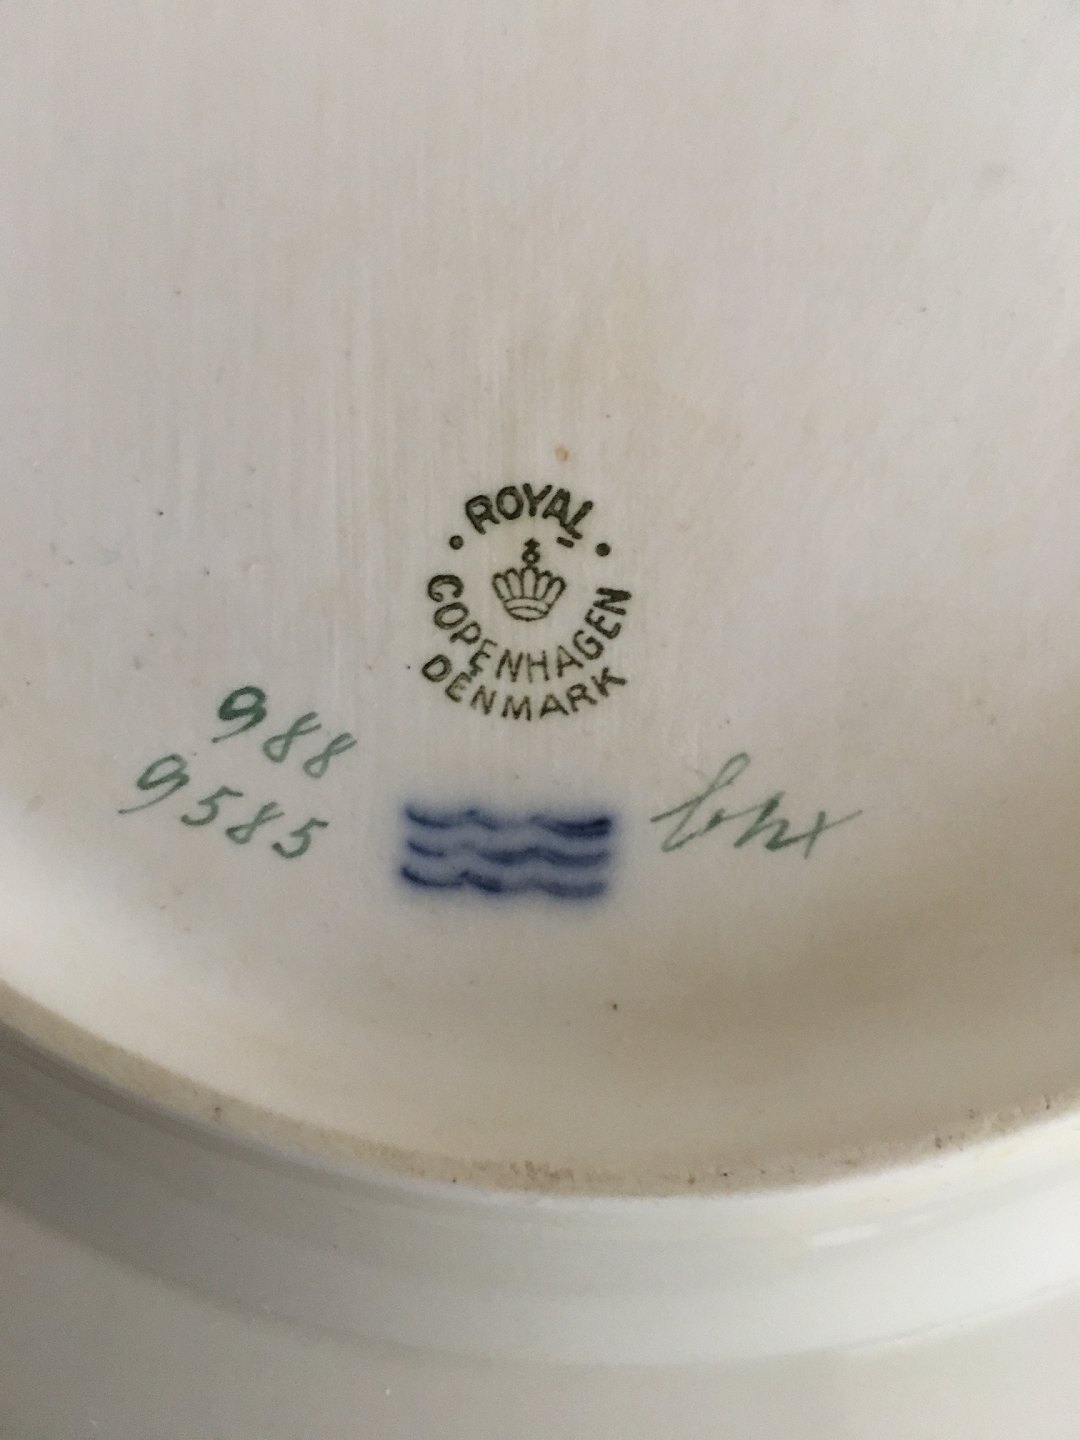 ROYAL
COPENHAGEN
DENMARK
988
9585